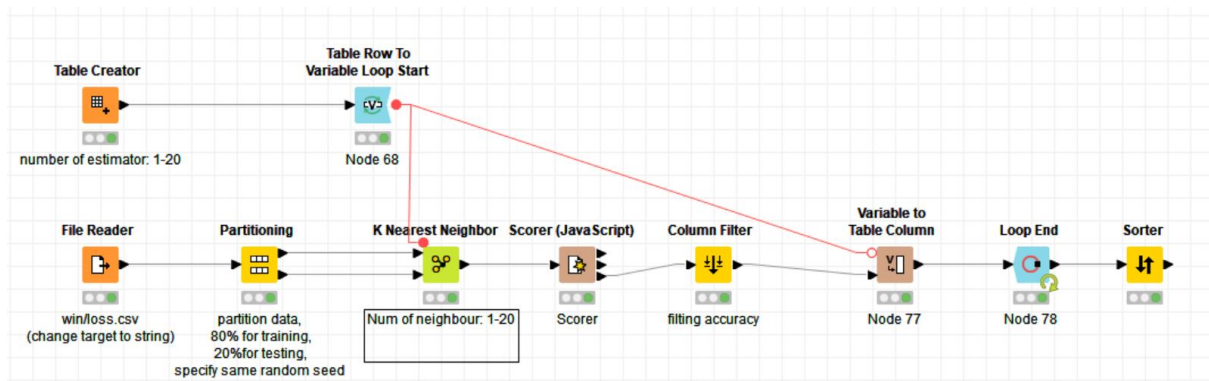 Table Creator
number of estimator: 1-20
Table Row To
Variable Loop Start
Node 68
File Reader
win/loss.csv
(change target to string)
Partitioning
partition data,
80% for training,
20%for testing,
specify same random seed
K Nearest Neighbor
Num of neighbour: 1-20
Scorer (JavaScript)
Scorer
Column Filter
filting accuracy
Variable to
Table Column
Node 77
Loop End
Node 78
Sorter